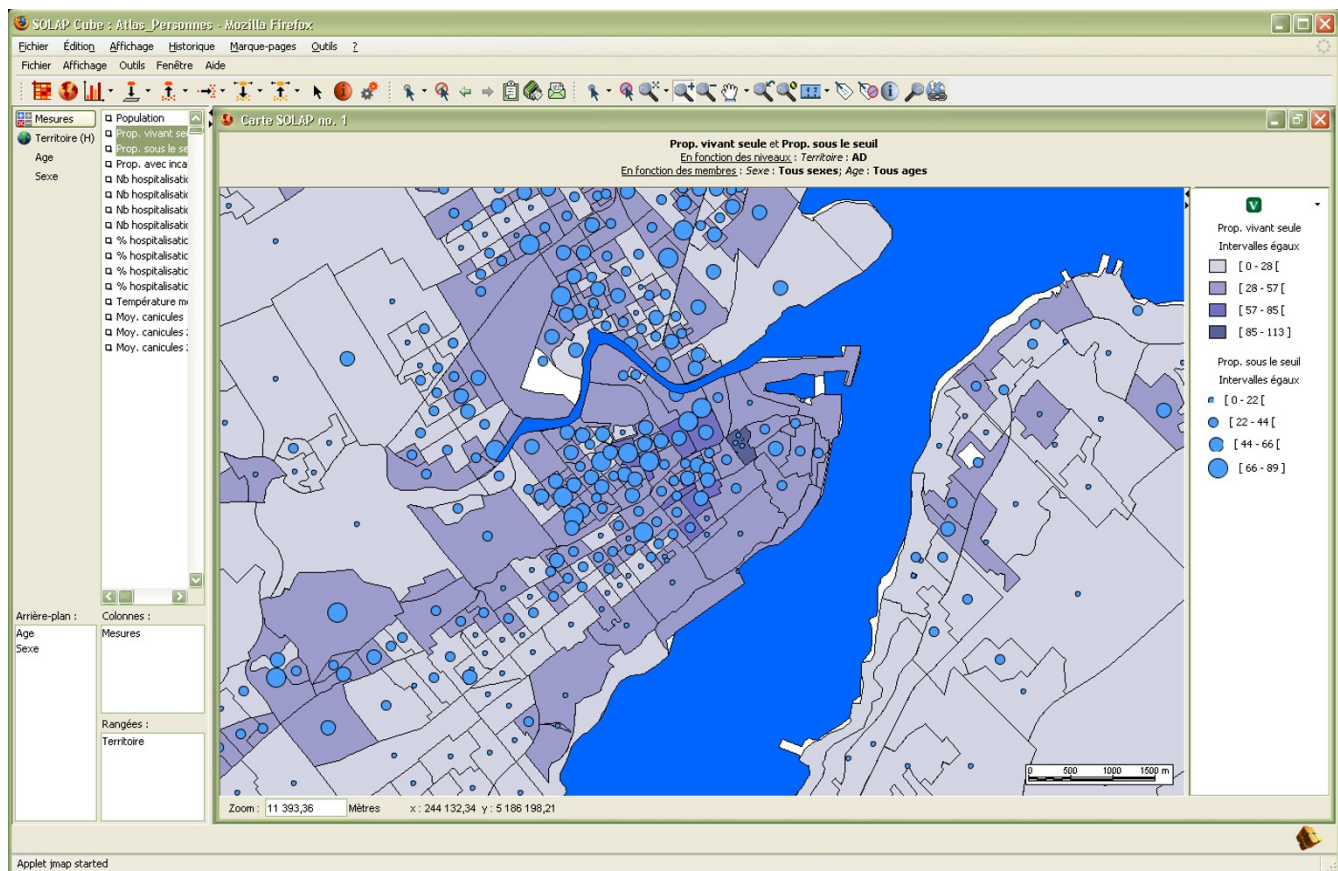 SOLAP Cube : Atlas_Personnes - Mozilla Firefox
Fichier Édition Affichage Historique Marque-pages Outils ?
Fichier Affichage Outils Fenêtre Aide
Mesures
Territoire (H)
Age
Sexe
Population
Prop. vivant seu
Prop. sous le se
Prop. avec inca
Nb hospitalisatic
Nb hospitalisatic
Nb hospitalisatic
% hospitalisatic
% hospitalisatic
% hospitalisatic
% hospitalisatic
Température m
Moy. canicules
Moy. canicules :
Moy. canicules :
Arrière-plan :
Age
Sexe
Colonnes :
Mesures
Rangées :
Territoire
Carte SOLAP no. 1
Prop. vivant seule et Prop. sous le seuil
En fonction des niveaux : Territoire : AD
En fonction des membres : Sexe : Tous sexes; Age : Tous ages
V
Prop. vivant seule
Intervalles égaux
[ 0 - 28 [
[ 28 - 57 [
[ 57 - 85 [
[ 85 - 113 ]
Prop. sous le seuil
Intervalles égaux
[ 0 - 22 [
[ 22 - 44 [
[ 44 - 66 [
[ 66 - 89 ]
0 500 1000 1500 m
Zoom : 11 393,36 Mètres x : 244 132,34 y : 5 186 198,21
Applet jmap started